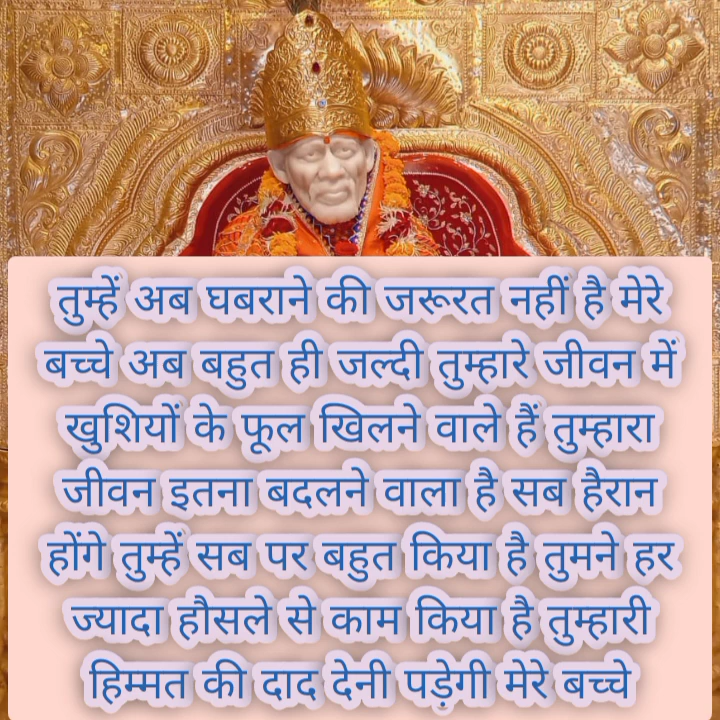 तुम्हें अब घबराने की जरूरत नहीं है मेरे
बच्चे अब बहुत ही जल्दी तुम्हारे जीवन में
खुशियों के फूल खिलने वाले हैं तुम्हारा
जीवन इतना बदलने वाला है सब हैरान
होंगे तुम्हें सब पर बहुत किया है तुमने हर
ज्यादा हौसले से काम किया है तुम्हारी
हिम्मत की दाद देनी पड़ेगी मेरे बच्चे